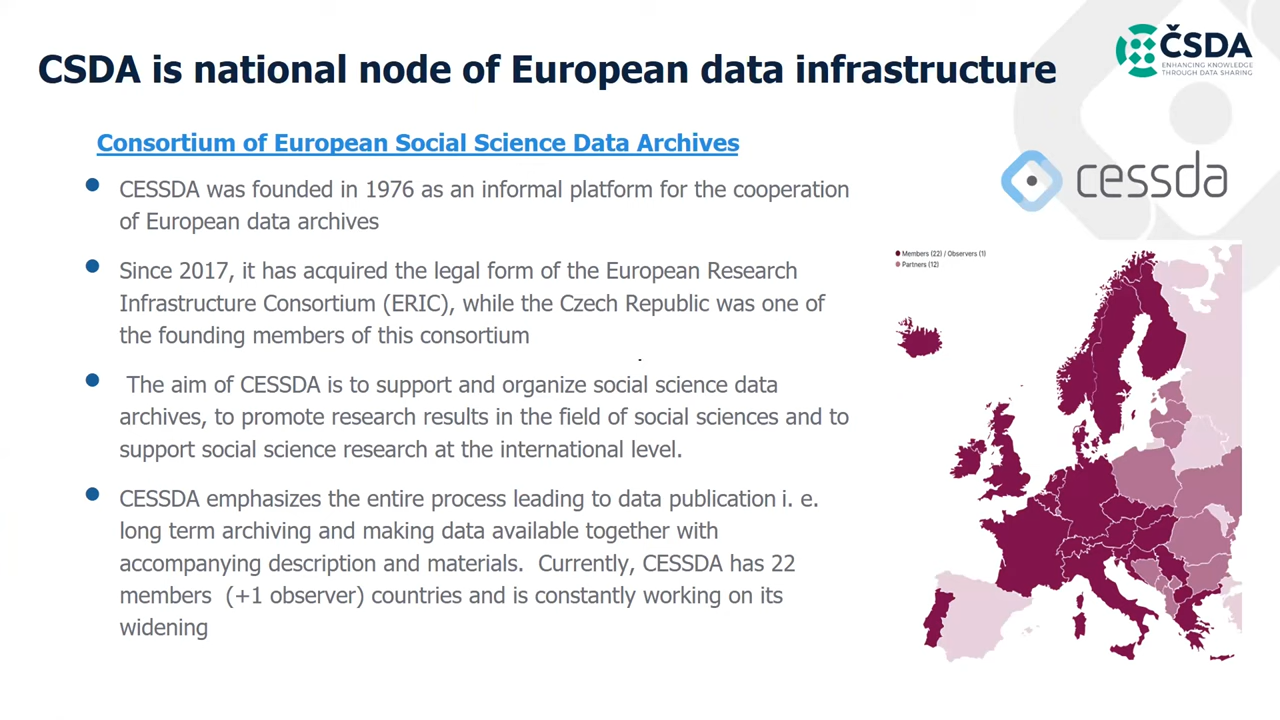 CSDA is national node of European data infrastructure
ČSDA
ENHANCING KNOWLEDGE
THROUGH DATA SHARING
Consortium of European Social Science Data Archives
CESSDA was founded in 1976 as an informal platform for the cooperation
of European data archives
Since 2017, it has acquired the legal form of the European Research
Infrastructure Consortium (ERIC), while the Czech Republic was one of
the founding members of this consortium
The aim of CESSDA is to support and organize social science data
archives, to promote research results in the field of social sciences and to
support social science research at the international level.
CESSDA emphasizes the entire process leading to data publication i. e.
long term archiving and making data available together with
accompanying description and materials. Currently, CESSDA has 22
members (+1 observer) countries and is constantly working on its
widening
cessda
Members (22) / Observers (1)
Partners (12)